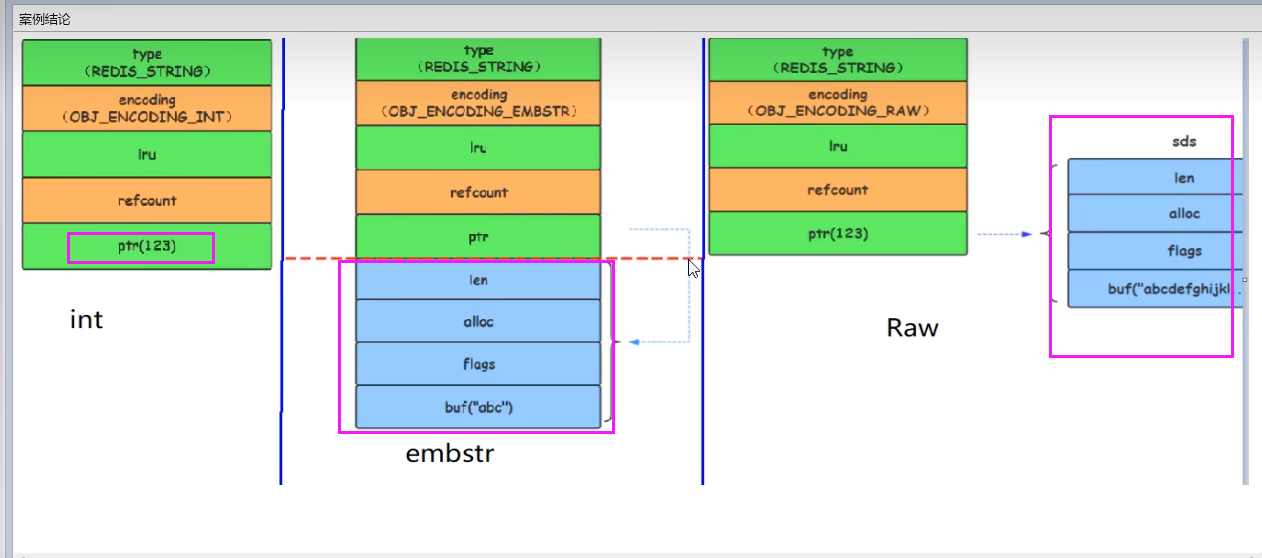 案例结论
type
(REDIS_STRING)
encoding
(OBJ_ENCODING_INT)
lru
refcount
ptr(123)
int
type
(REDIS_STRING)
encoding
(OBJ_ENCODING_EMBSTR)
lru
refcount
ptr
len
alloc
flags
buf("abc")
embstr
type
(REDIS_STRING)
encoding
(OBJ_ENCODING_RAW)
lru
refcount
ptr(123)
Raw
sds
len
alloc
flags
buf("abcdefghijkl...